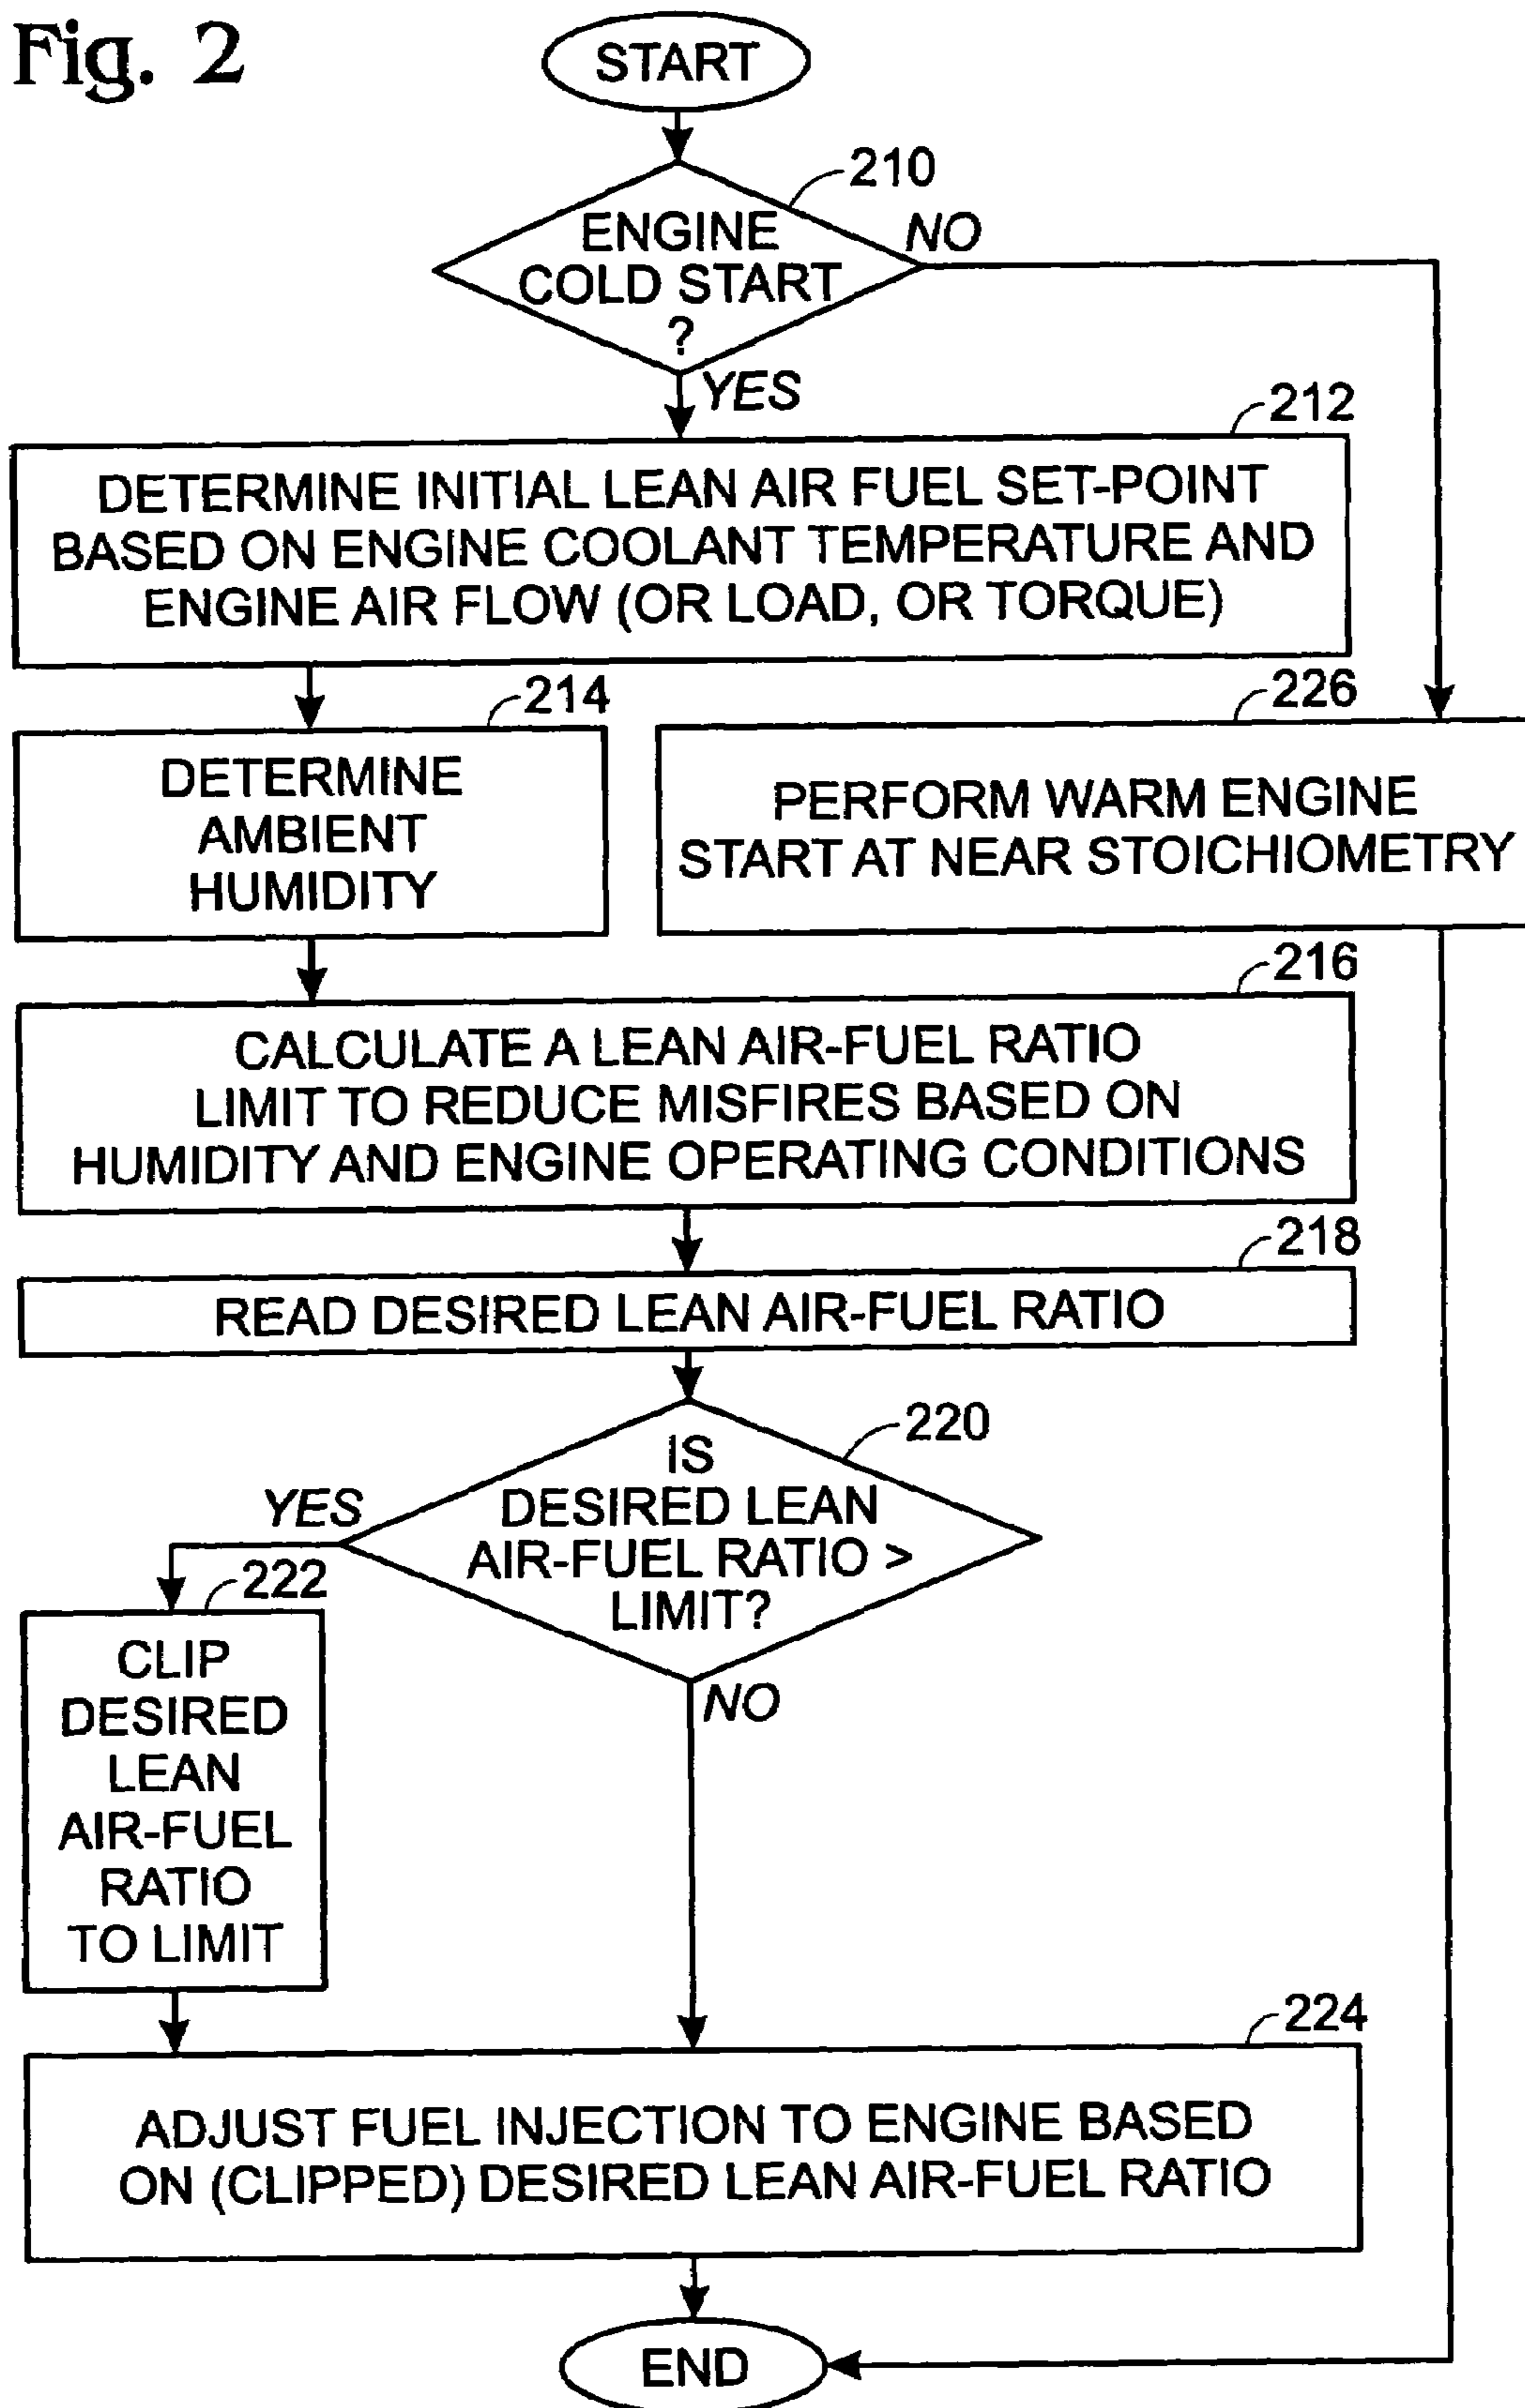 Fig. 2
START
210
ENGINE
COLD START
?
NO
YES
212
DETERMINE INITIAL LEAN AIR FUEL SET-POINT
BASED ON ENGINE COOLANT TEMPERATURE AND
ENGINE AIR FLOW (OR LOAD, OR TORQUE)
214
DETERMINE
AMBIENT
HUMIDITY
226
PERFORM WARM ENGINE
START AT NEAR STOICHIOMETRY
216
CALCULATE A LEAN AIR-FUEL RATIO
LIMIT TO REDUCE MISFIRES BASED ON
HUMIDITY AND ENGINE OPERATING CONDITIONS
218
READ DESIRED LEAN AIR-FUEL RATIO
220
IS
DESIRED LEAN
AIR-FUEL RATIO >
LIMIT?
YES
222
CLIP
DESIRED
LEAN
AIR-FUEL
RATIO
TO LIMIT
NO
224
ADJUST FUEL INJECTION TO ENGINE BASED
ON (CLIPPED) DESIRED LEAN AIR-FUEL RATIO
END